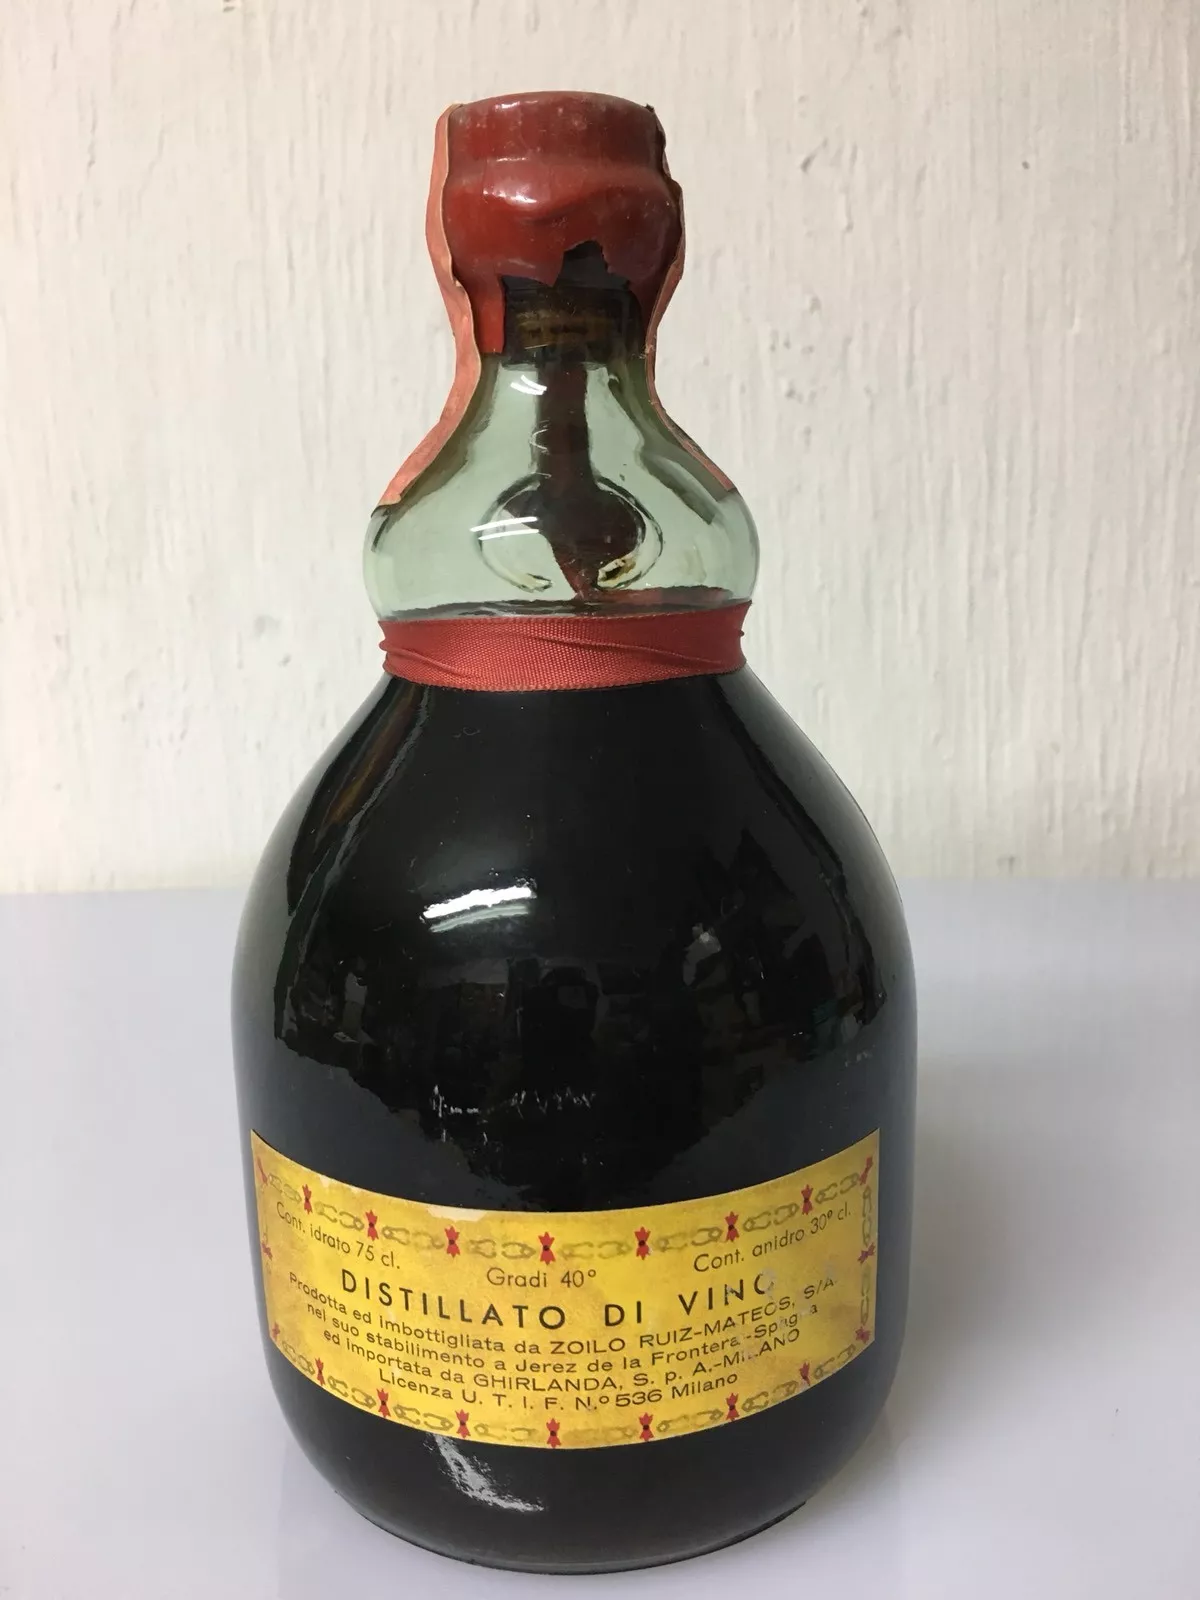 Cont. idrato 75 cl.
Cont. anidro 30º cl.
Gradi 40°
DISTILLATO DI VINO
Prodotta ed imbottigliata da ZOILO RUIZ-MATEOS, S/A.
nel suo stabilimento a Jerez de la Frontera-Spagna
ed importata da GHIRLANDA, S. p. A.-MILANO
Licenza U. T. I. F. N.º 536 Milano